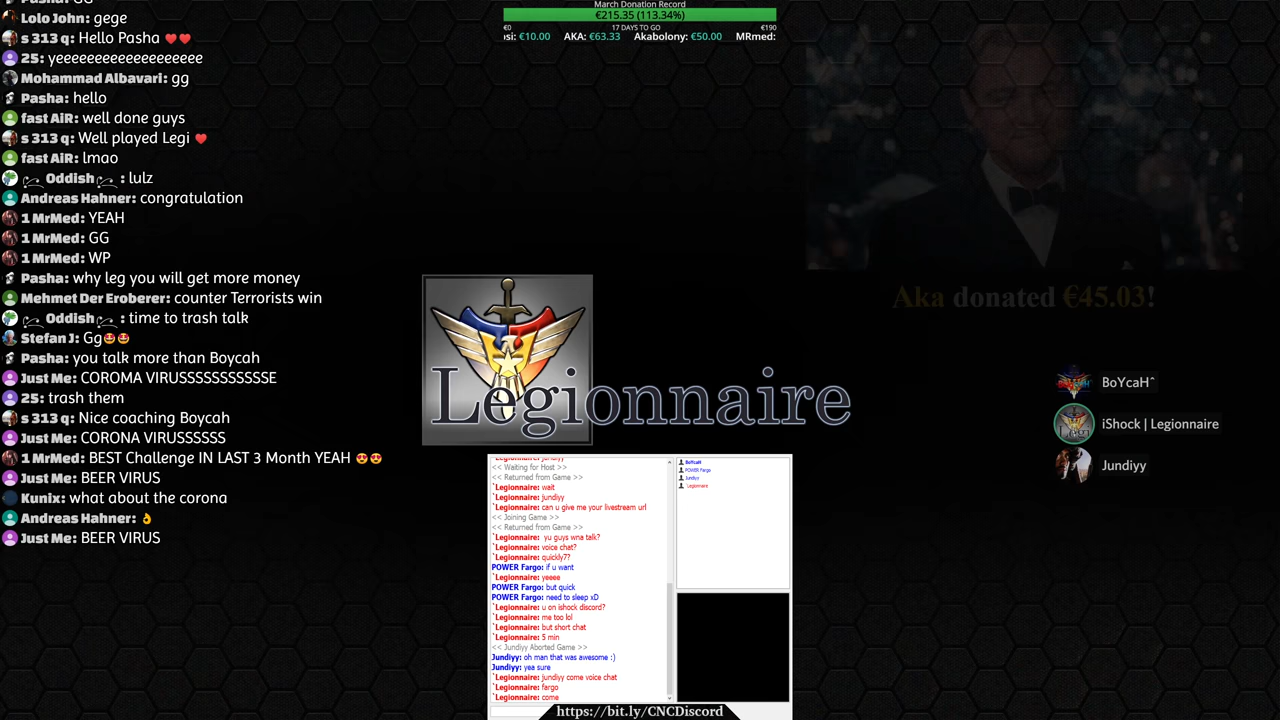 Pasha: GG
Lolo John: gege
s 313 q: Hello Pasha ❤️❤️
25: yeeeeeeeeeeeeeeeeeee
Mohammad Albavari: gg
Pasha: hello
fast AiR: well done guys
s 313 q: Well played Legi ❤️
fast AiR: lmao
Oddish : lulz
Andreas Hahner: congratulation
1 MrMed: YEAH
1 MrMed: GG
1 MrMed: WP
Pasha: why leg you will get more money
Mehmet Der Eroberer: counter Terrorists win
Oddish : time to trash talk
Stefan J: Gg😍😍
Pasha: you talk more than Boycah
Just Me: COROMA VIRUSSSSSSSSSSSE
25: trash them
s 313 q: Nice coaching Boycah
Just Me: CORONA VIRUSSSSSS
1 MrMed: BEST Challenge IN LAST 3 Month YEAH 😍😍
Just Me: BEER VIRUS
Kunix: what about the corona
Andreas Hahner: 👌
Just Me: BEER VIRUS
March Donation Record
€215.35 (113.34%)
€0 17 DAYS TO GO €190
si: €10.00 AKA: €63.33 Akabolony: €50.00 MRmed:
Aka donated €45.03!
Legionnaire
BoYcaH^
iShock | Legionnaire
Jundiyy
`Legionnaire: jundiyy
<< Waiting for Host >>
<< Returned from Game >>
`Legionnaire: wait
`Legionnaire: jundiyy
`Legionnaire: can u give me your livestream url
<< Joining Game >>
<< Returned from Game >>
`Legionnaire: yu guys wna talk?
`Legionnaire: voice chat?
`Legionnaire: quickly??
POWER Fargo: if u want
`Legionnaire: yeeee
POWER Fargo: but quick
POWER Fargo: need to sleep xD
`Legionnaire: u on ishock discord?
`Legionnaire: me too lol
`Legionnaire: but short chat
`Legionnaire: 5 min
<< Jundiyy Aborted Game >>
Jundiyy: oh man that was awesome :)
Jundiyy: yea sure
`Legionnaire: jundiyy come voice chat
`Legionnaire: fargo
`Legionnaire: come
BoYcaH
POWER Fargo
Jundiyy
`Legionnaire
https://bit.ly/CNCDiscord